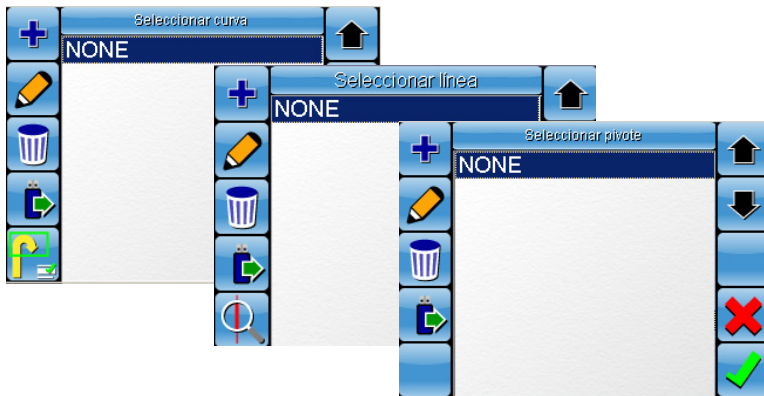 Seleccionar curva
NONE
Seleccionar línea
NONE
Seleccionar pivote
NONE